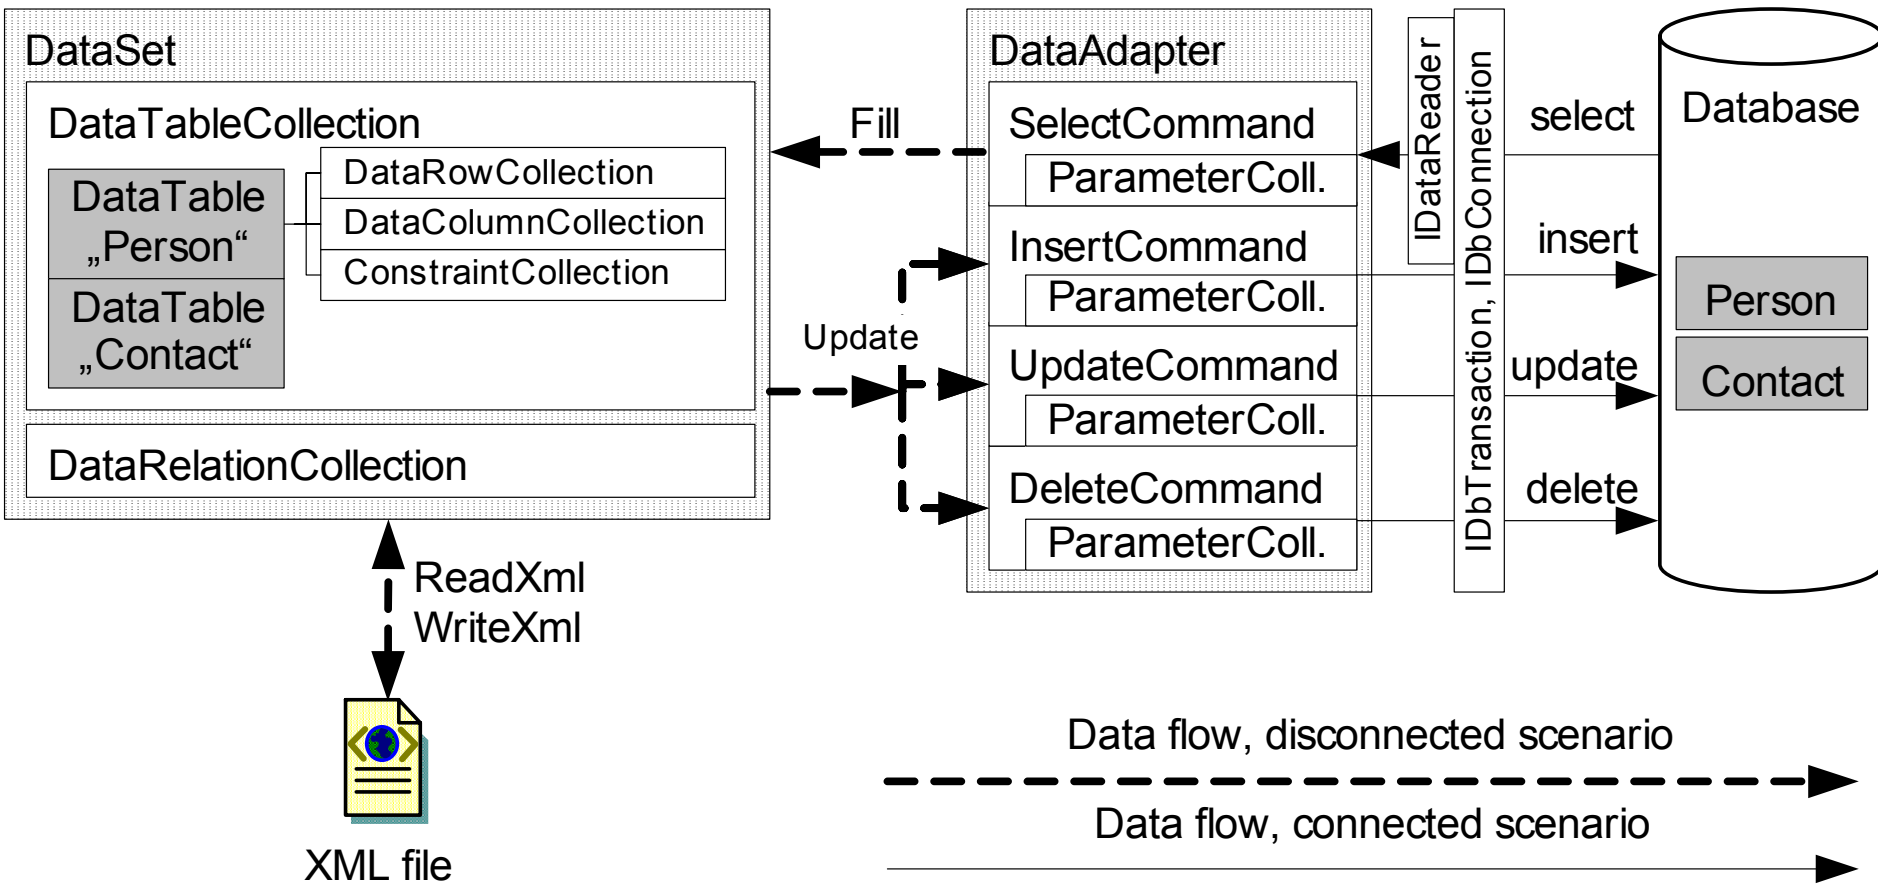 DataSet
DataTableCollection
DataTable
„Person“
DataTable
„Contact“
DataRowCollection
DataColumnCollection
ConstraintCollection
DataRelationCollection
Fill
Update
DataAdapter
SelectCommand
ParameterColl.
InsertCommand
ParameterColl.
UpdateCommand
ParameterColl.
DeleteCommand
ParameterColl.
IDataReader
IDbTransaction, IDbConnection
select
insert
update
delete
Database
Person
Contact
ReadXml
WriteXml
XML file
Data flow, disconnected scenario
Data flow, connected scenario